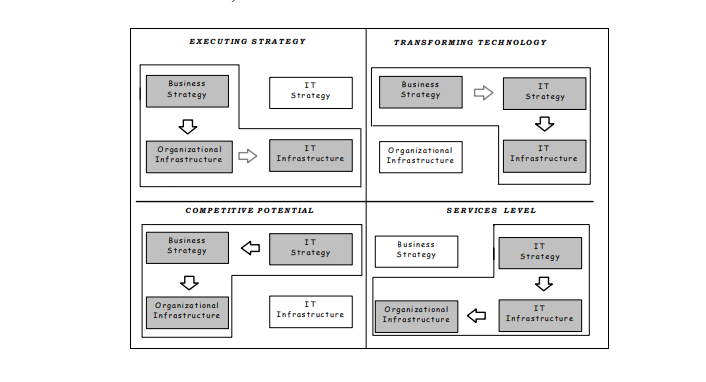 EXECUTING STRATEGY
Business
Strategy
IT
Strategy
Organizational
Infrastructure
IT
Infrastructure
TRANSFORMING TECHNOLOGY
Business
Strategy
IT
Strategy
Organizational
Infrastructure
IT
Infrastructure
COMPETITIVE POTENTIAL
Business
Strategy
IT
Strategy
Organizational
Infrastructure
IT
Infrastructure
SERVICES LEVEL
Business
Strategy
IT
Strategy
Organizational
Infrastructure
IT
Infrastructure